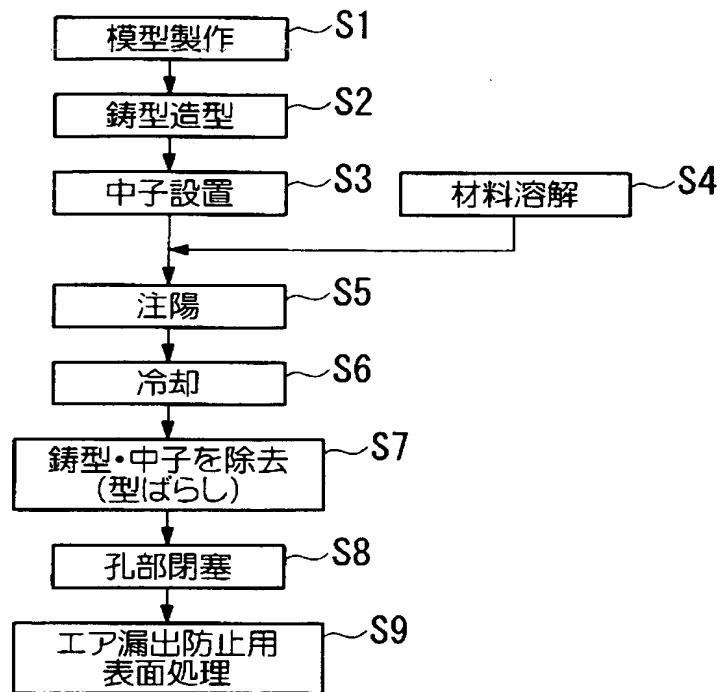 模型製作
S1
鋳型造型
S2
中子設置
S3
材料溶解
S4
注陽
S5
冷却
S6
鋳型・中子を除去
(型ばらし)
S7
孔部閉塞
S8
エア漏出防止用
表面処理
S9